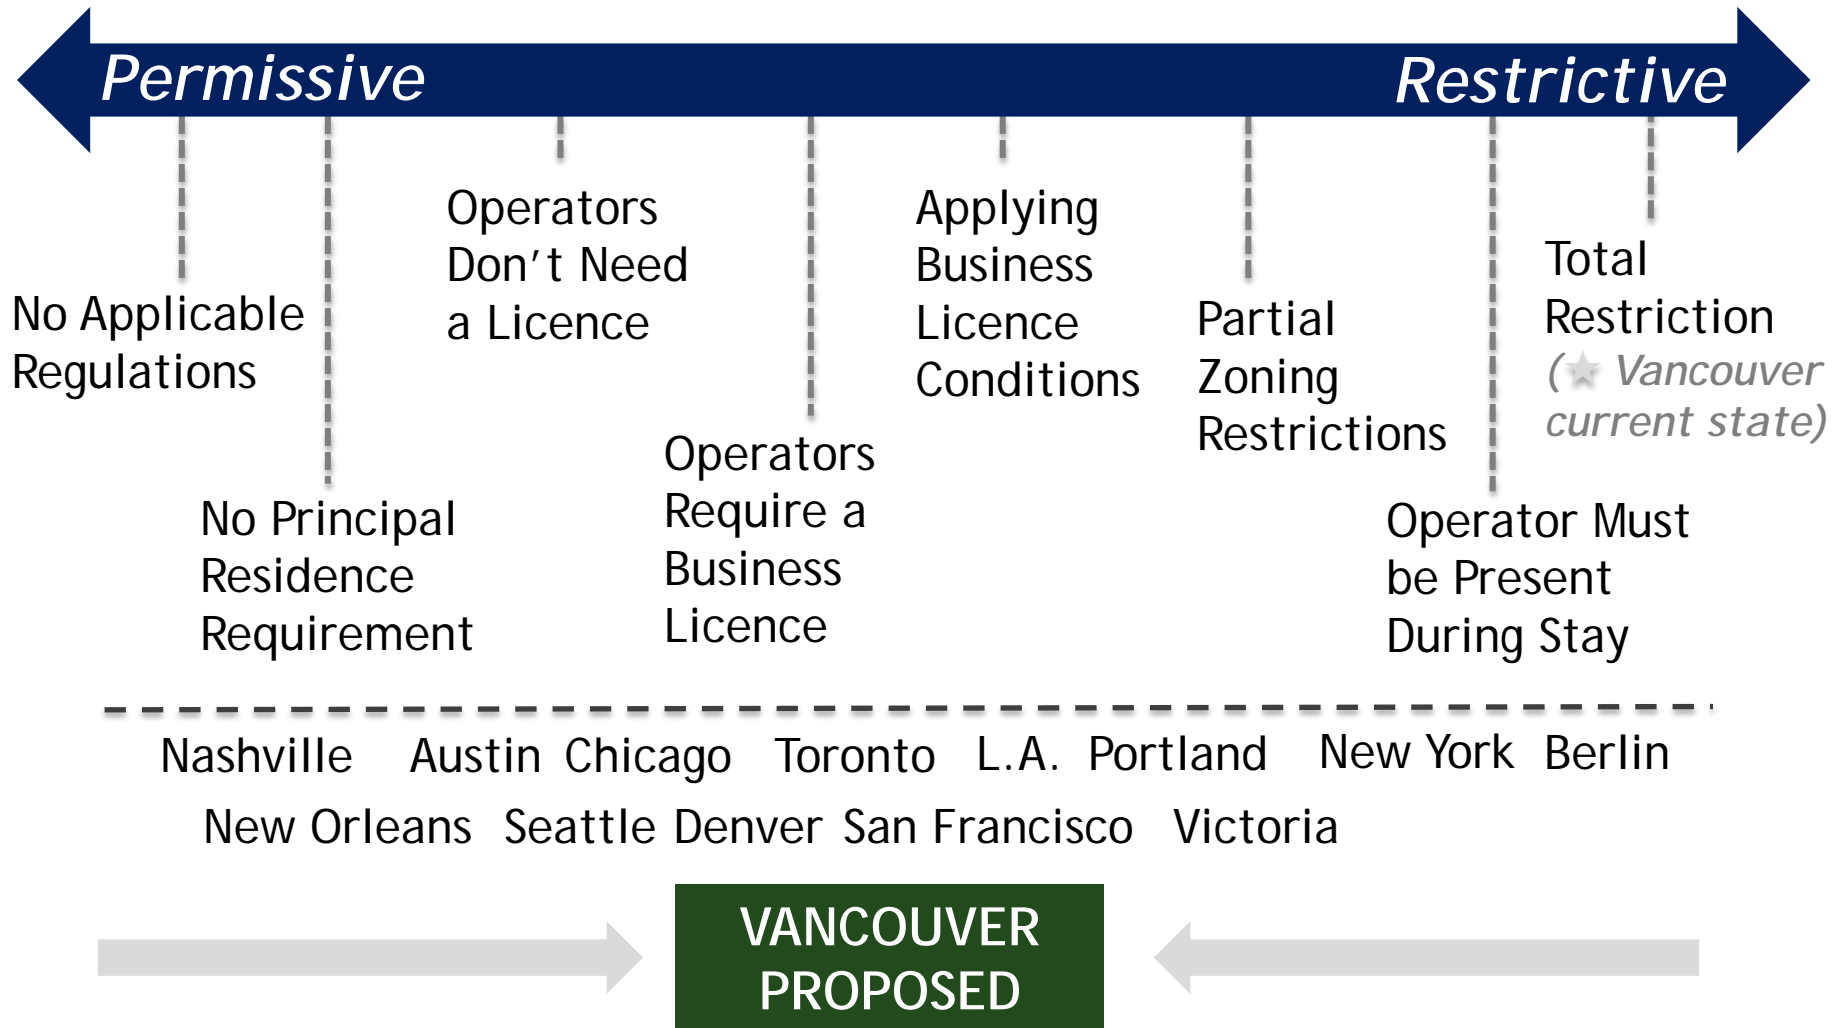 Permissive
Restrictive
No Applicable
Regulations
No Principal
Residence
Requirement
Operators
Don't Need
a Licence
Operators
Require a
Business
Licence
Applying
Business
Licence
Conditions
Partial
Zoning
Restrictions
Operator Must
be Present
During Stay
Total
Restriction
(★ Vancouver
current state)
Nashville Austin Chicago Toronto L.A. Portland New York Berlin
New Orleans Seattle Denver San Francisco Victoria
VANCOUVER
PROPOSED